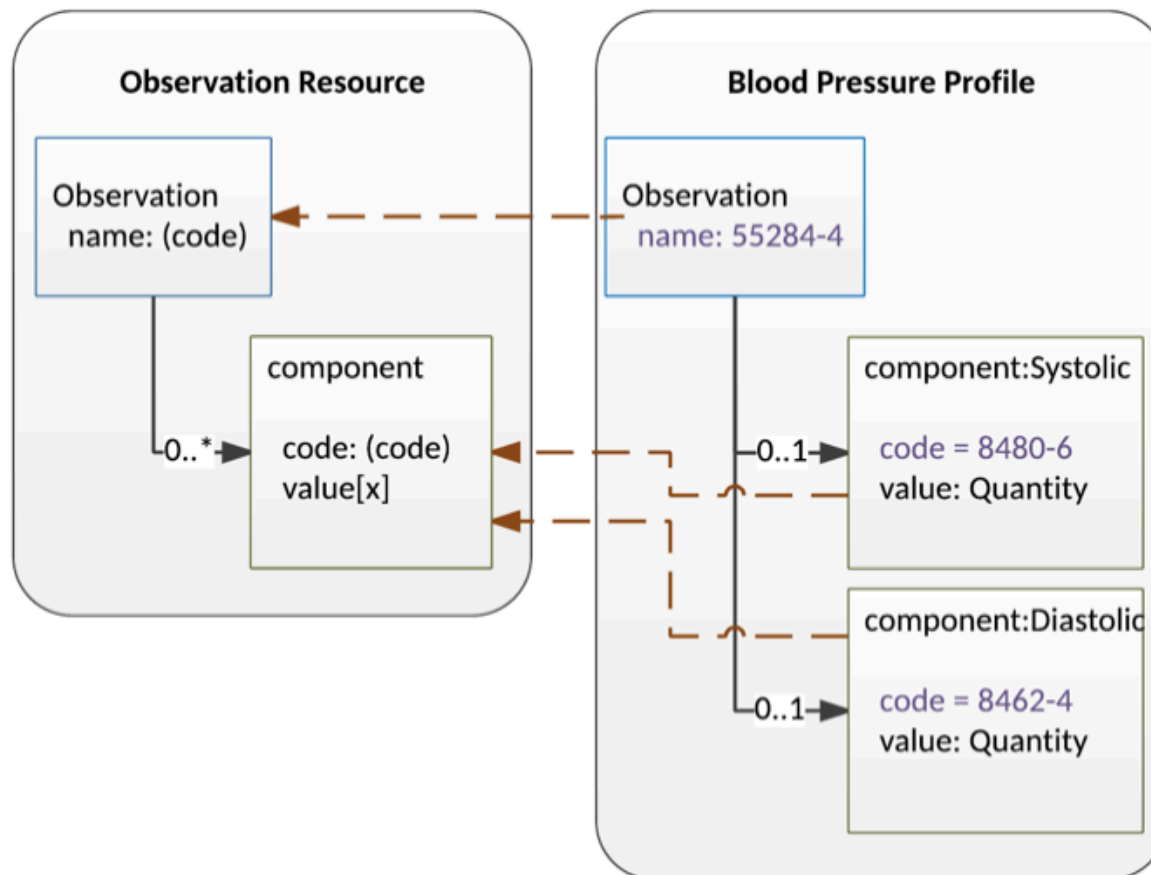 Observation Resource
Observation
name: (code)
0..*
component
code: (code)
value[x]
Blood Pressure Profile
Observation
name: 55284-4
0..1
component:Systolic
code = 8480-6
value: Quantity
0..1
component:Diastolic
code = 8462-4
value: Quantity